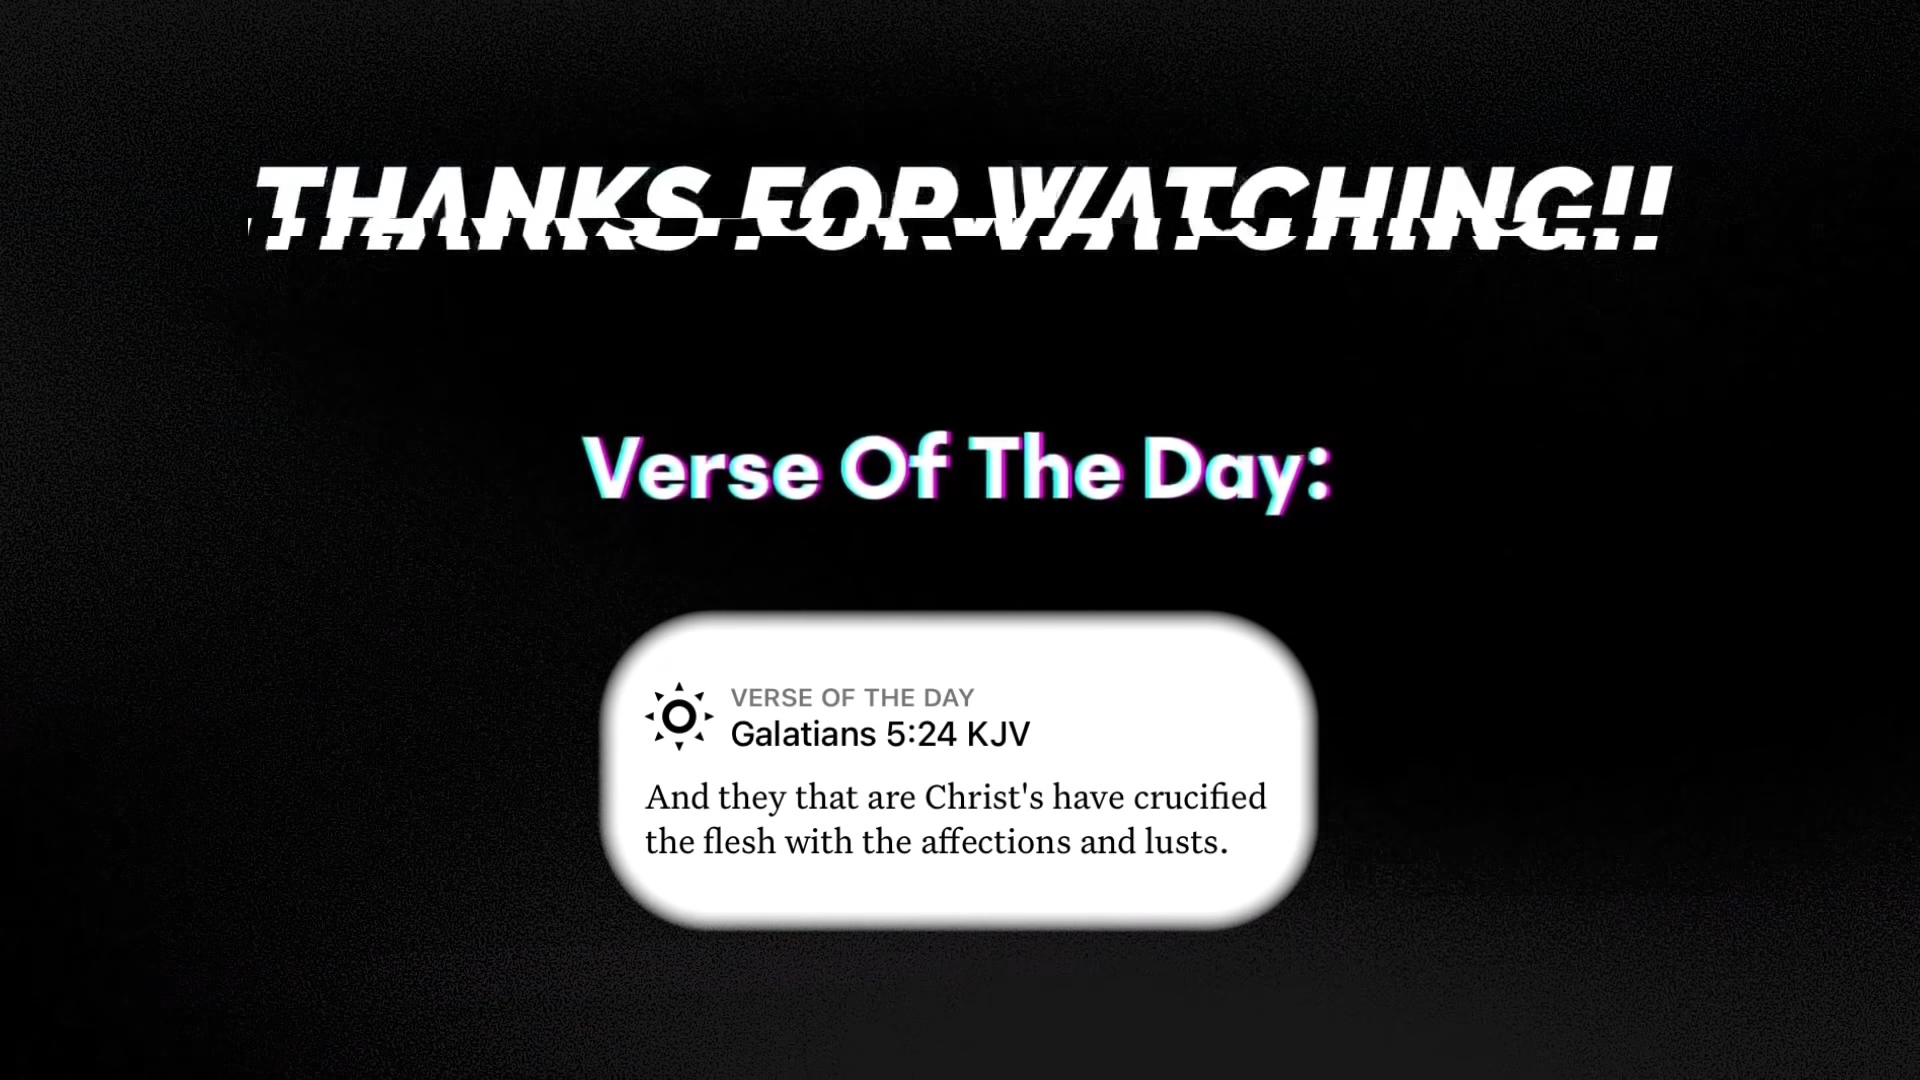 THANKS FOR WATCHING!!
Verse Of The Day:
VERSE OF THE DAY
Galatians 5:24 KJV
And they that are Christ's have crucified
the flesh with the affections and lusts.